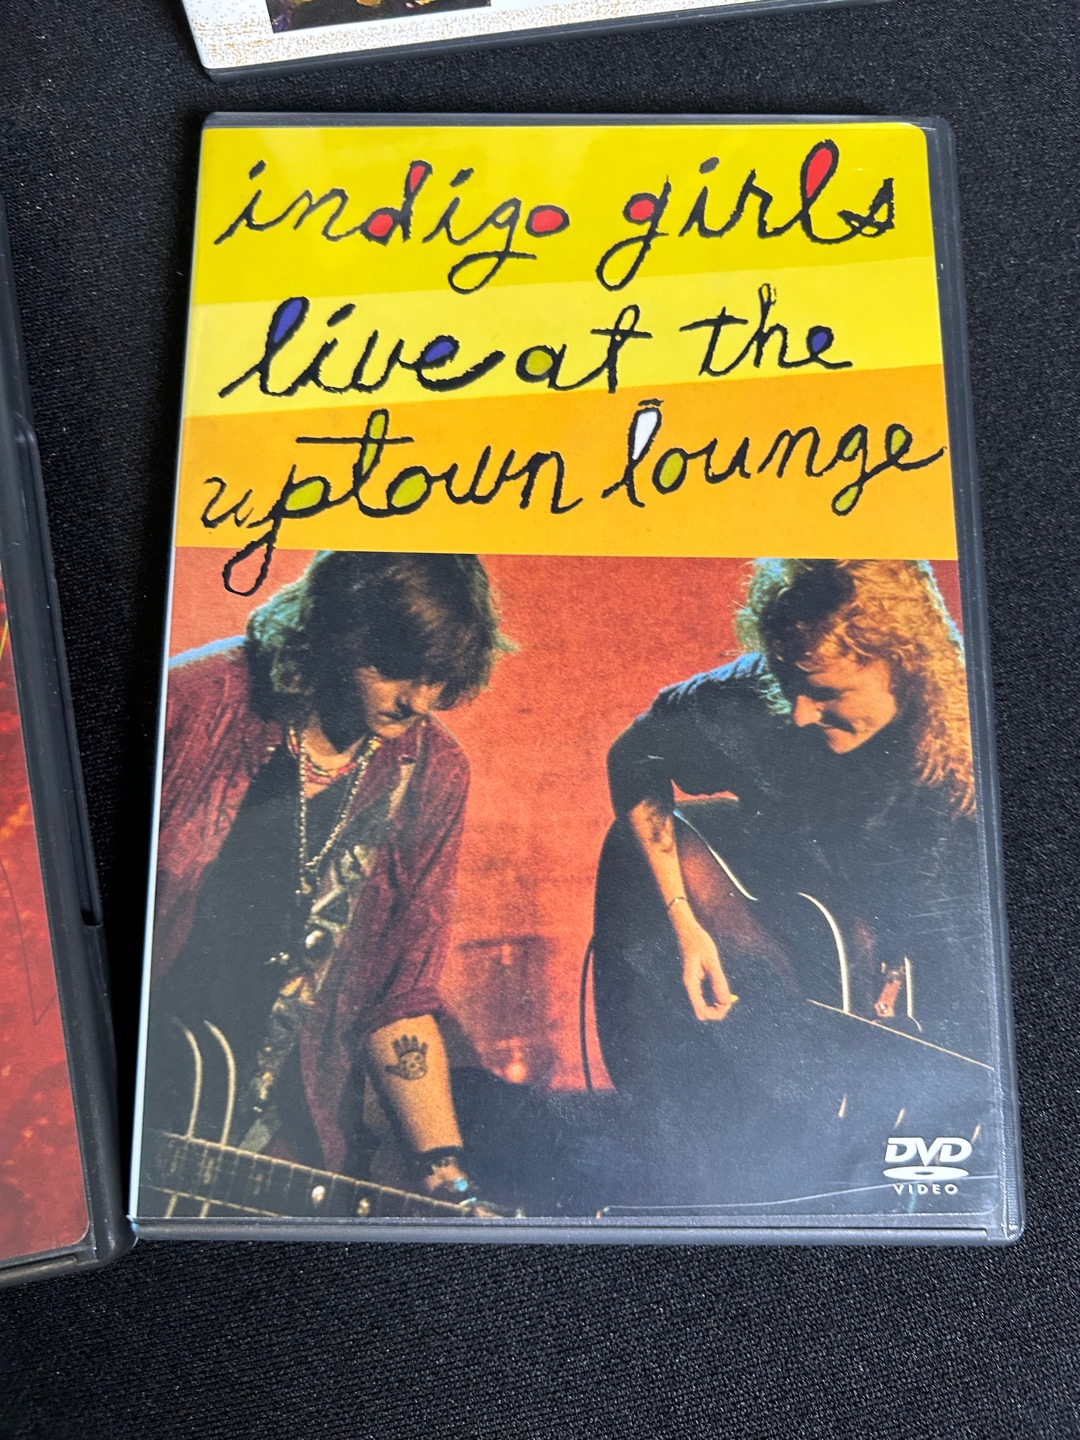 indigo girls
live at the
uptown lounge
DVD
VIDEO